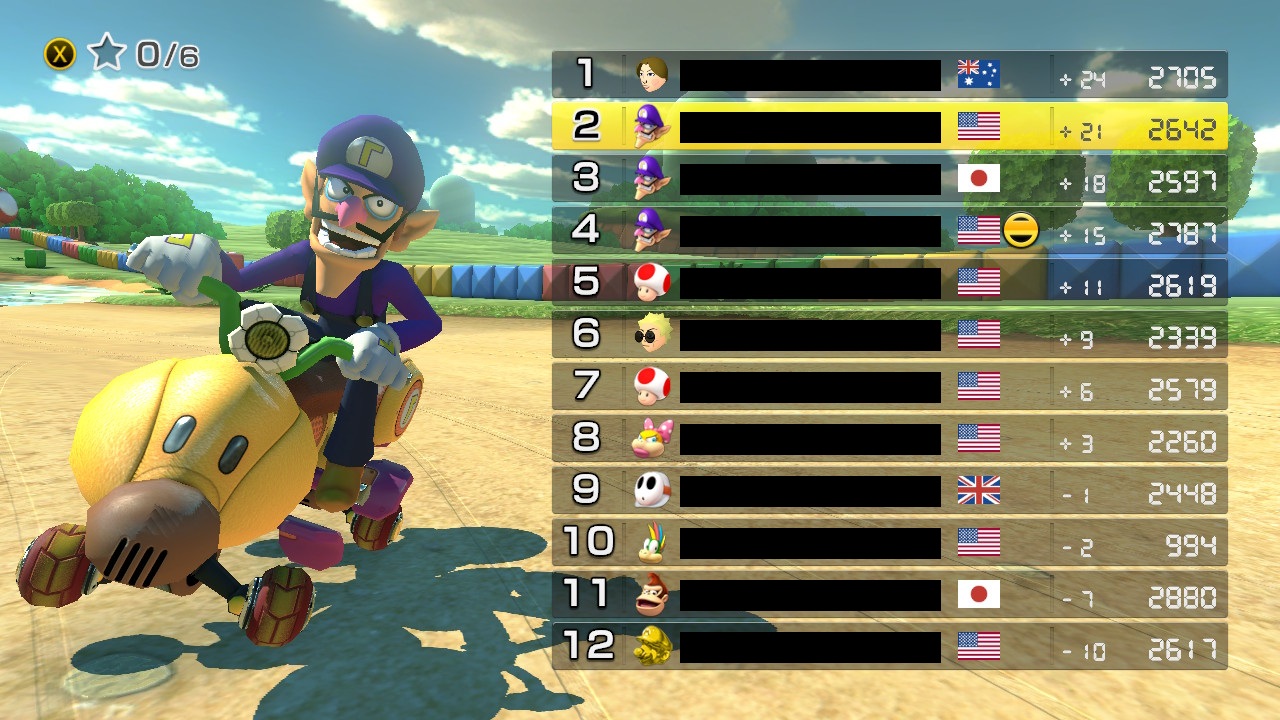 X 0/6
1 + 24 2705
2 + 21 2642
3 + 18 2597
4 + 15 2787
5 + 11 2619
6 + 9 2339
7 + 6 2579
8 + 3 2260
9 - 1 2448
10 - 2 994
11 - 7 2880
12 - 10 2617